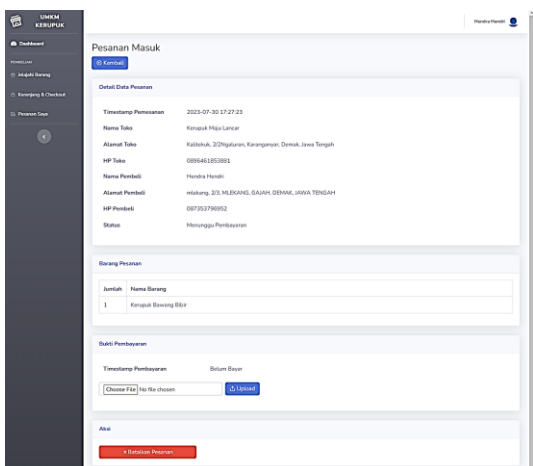 UMKM
KERUPUK
Hendra Hendri
Dashboard
PEMBELIAN
Jelajahi Barang
Keranjang & Checkout
Pesanan Saya
Pesanan Masuk
Kembali
Detail Data Pesanan
Timestamp Pemesanan 2023-07-30 17:27:23
Nama Toko Kerupuk Maju Lancar
Alamat Toko Kalitekuk, 2/2Ngaluran, Karanganyar, Demak, Jawa Tengah
HP Toko 0896461853881
Nama Pembeli Hendra Hendri
Alamat Pembeli mlekang, 2/3, MLEKANG, GAJAH, DEMAK, JAWA TENGAH
HP Pembeli 087353796952
Status Menunggu Pembayaran
Barang Pesanan
Jumlah Nama Barang
1 Kerupuk Bawang Bibir
Bukti Pembayaran
Timestamp Pembayaran Belum Bayar
Choose File No file chosen Upload
Aksi
× Batalkan Pesanan